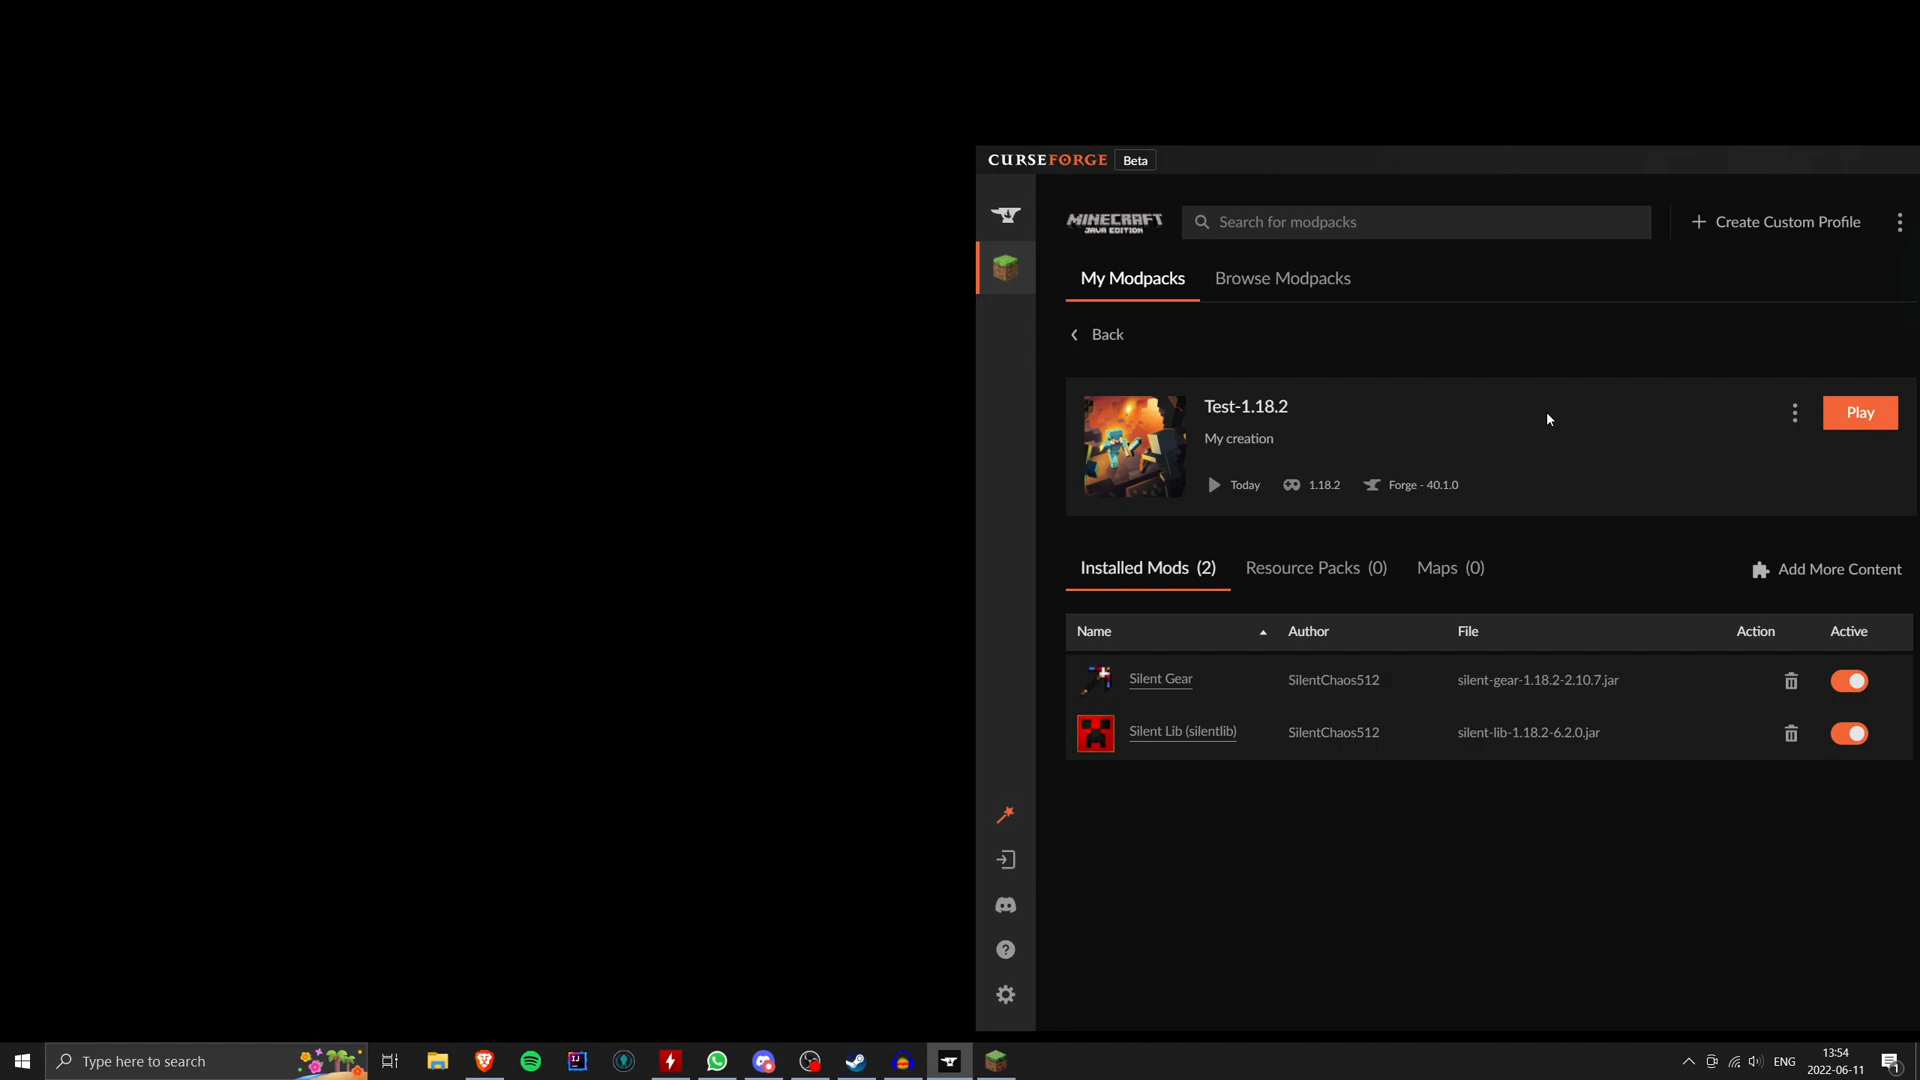 CURSEFORGE Beta
MINECRAFT
JAVA EDITION
Search for modpacks
Create Custom Profile
My Modpacks Browse Modpacks
Back
Test-1.18.2
Play
My creation
Today 1.18.2 Forge - 40.1.0
Installed Mods (2) Resource Packs (0) Maps (0) Add More Content
Name Author File Action Active
Silent Gear SilentChaos512 silent-gear-1.18.2-2.10.7.jar
Silent Lib (silentlib) SilentChaos512 silent-lib-1.18.2-6.2.0.jar
Type here to search
IJ
ENG
13:54
2022-06-11
1